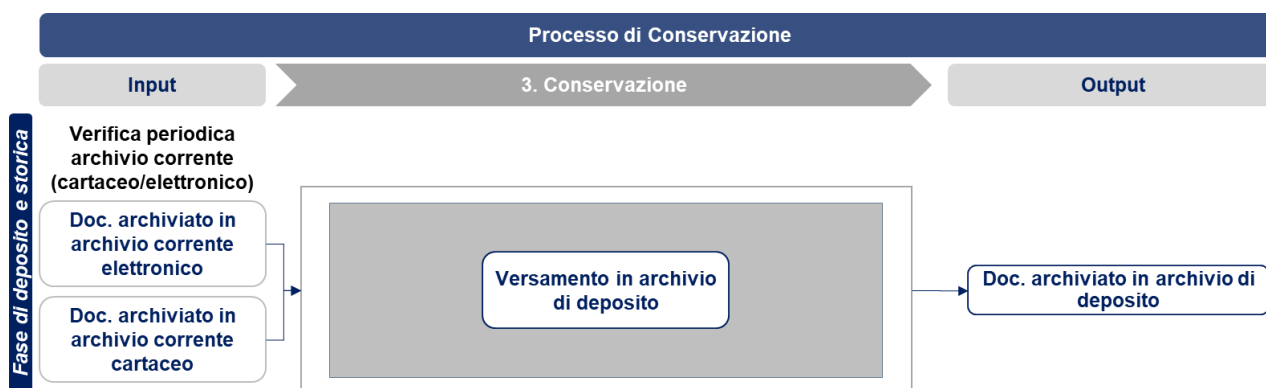 Processo di Conservazione
Input
3. Conservazione
Output
Fase di deposito e storica
Verifica periodica
archivio corrente
(cartaceo/elettronico)
Doc. archiviato in
archivio corrente
elettronico
Doc. archiviato in
archivio corrente
cartaceo
Versamento in archivio
di deposito
Doc. archiviato in archivio di
deposito